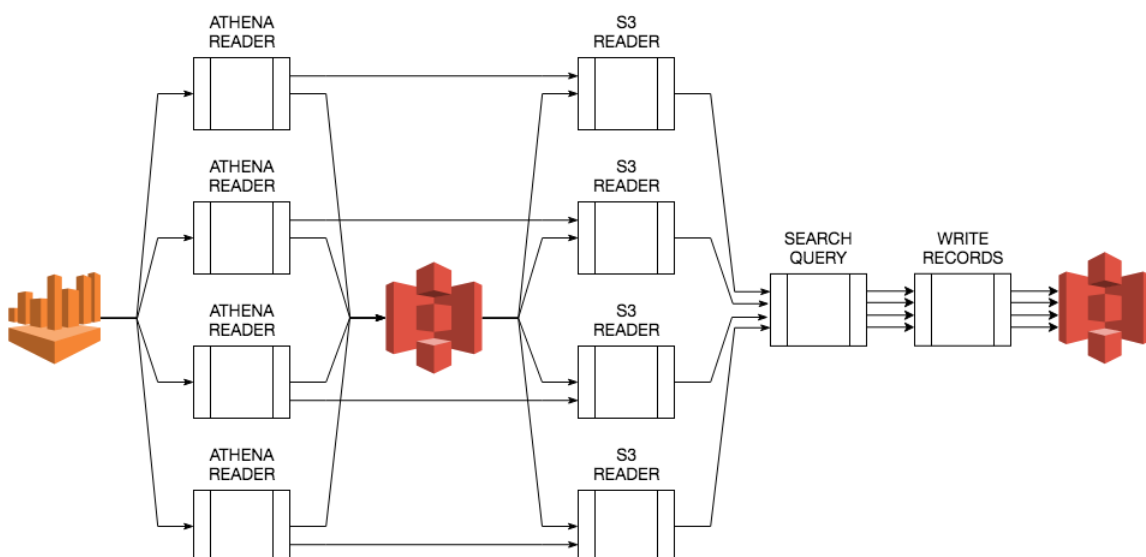 ATHENA
READER
S3
READER
ATHENA
READER
S3
READER
SEARCH
QUERY
WRITE
RECORDS
ATHENA
READER
S3
READER
ATHENA
READER
S3
READER